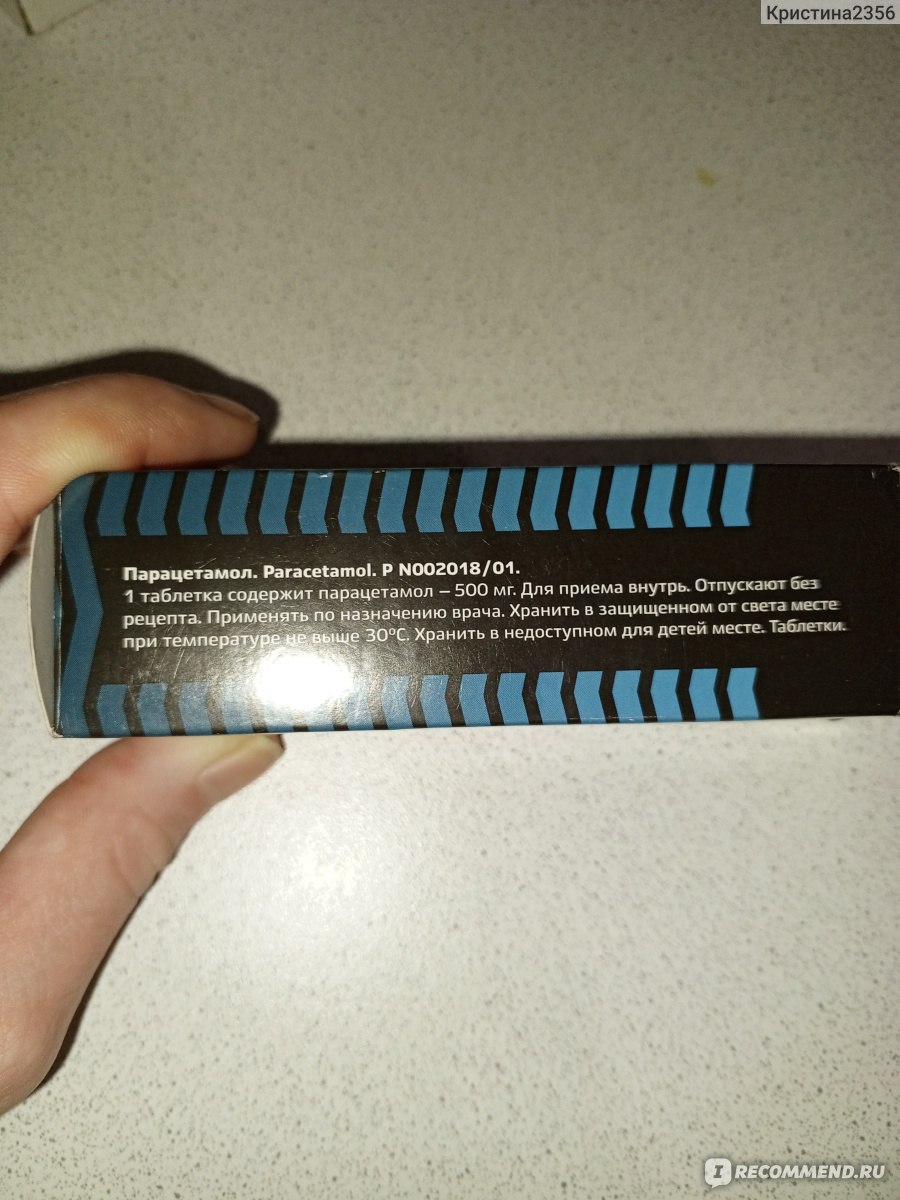 Кристина2356
Парацетамол. Paracetamol. P N002018/01.
1 таблетка содержит парацетамол – 500 мг. Для приема внутрь. Отпускают без
рецепта. Применять по назначению врача. Хранить в защищенном от света месте
при температуре не выше 30°С. Хранить в недоступном для детей месте. Таблетки.
IRECOMMEND.RU